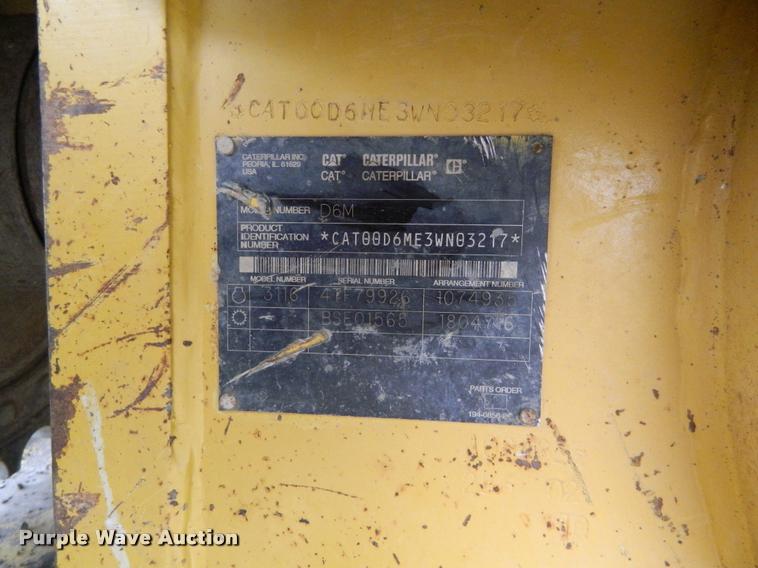 *CAT00D6ME3WN03217*
CATERPILLAR INC.
PEORIA, IL 61629
USA
CAT® CATERPILLAR C®
CAT® CATERPILLAR®
MODEL NUMBER D6M
PRODUCT
IDENTIFICATION
NUMBER *CAT00D6ME3WN03217*
MODEL NUMBER SERIAL NUMBER ARRANGEMENT NUMBER
3116
BSE01565
PARTS ORDER
Purple Wave Auction